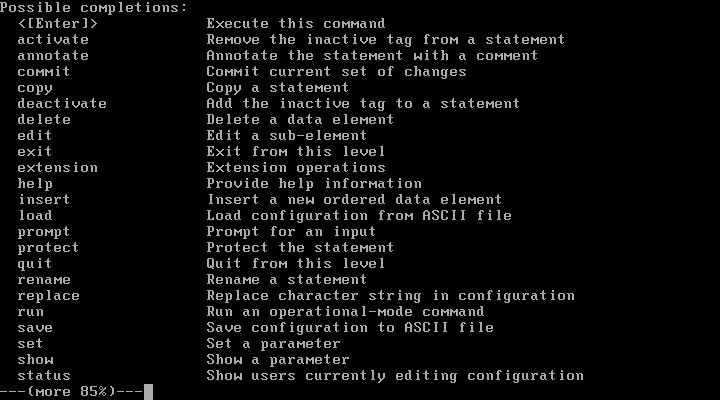 Possible completions:
<[Enter]> Execute this command
activate Remove the inactive tag from a statement
annotate Annotate the statement with a comment
commit Commit current set of changes
copy Copy a statement
deactivate Add the inactive tag to a statement
delete Delete a data element
edit Edit a sub-element
exit Exit from this level
extension Extension operations
help Provide help information
insert Insert a new ordered data element
load Load configuration from ASCII file
prompt Prompt for an input
protect Protect the statement
quit Quit from this level
rename Rename a statement
replace Replace character string in configuration
run Run an operational-mode command
save Save configuration to ASCII file
set Set a parameter
show Show a parameter
status Show users currently editing configuration
---(more 85%)---